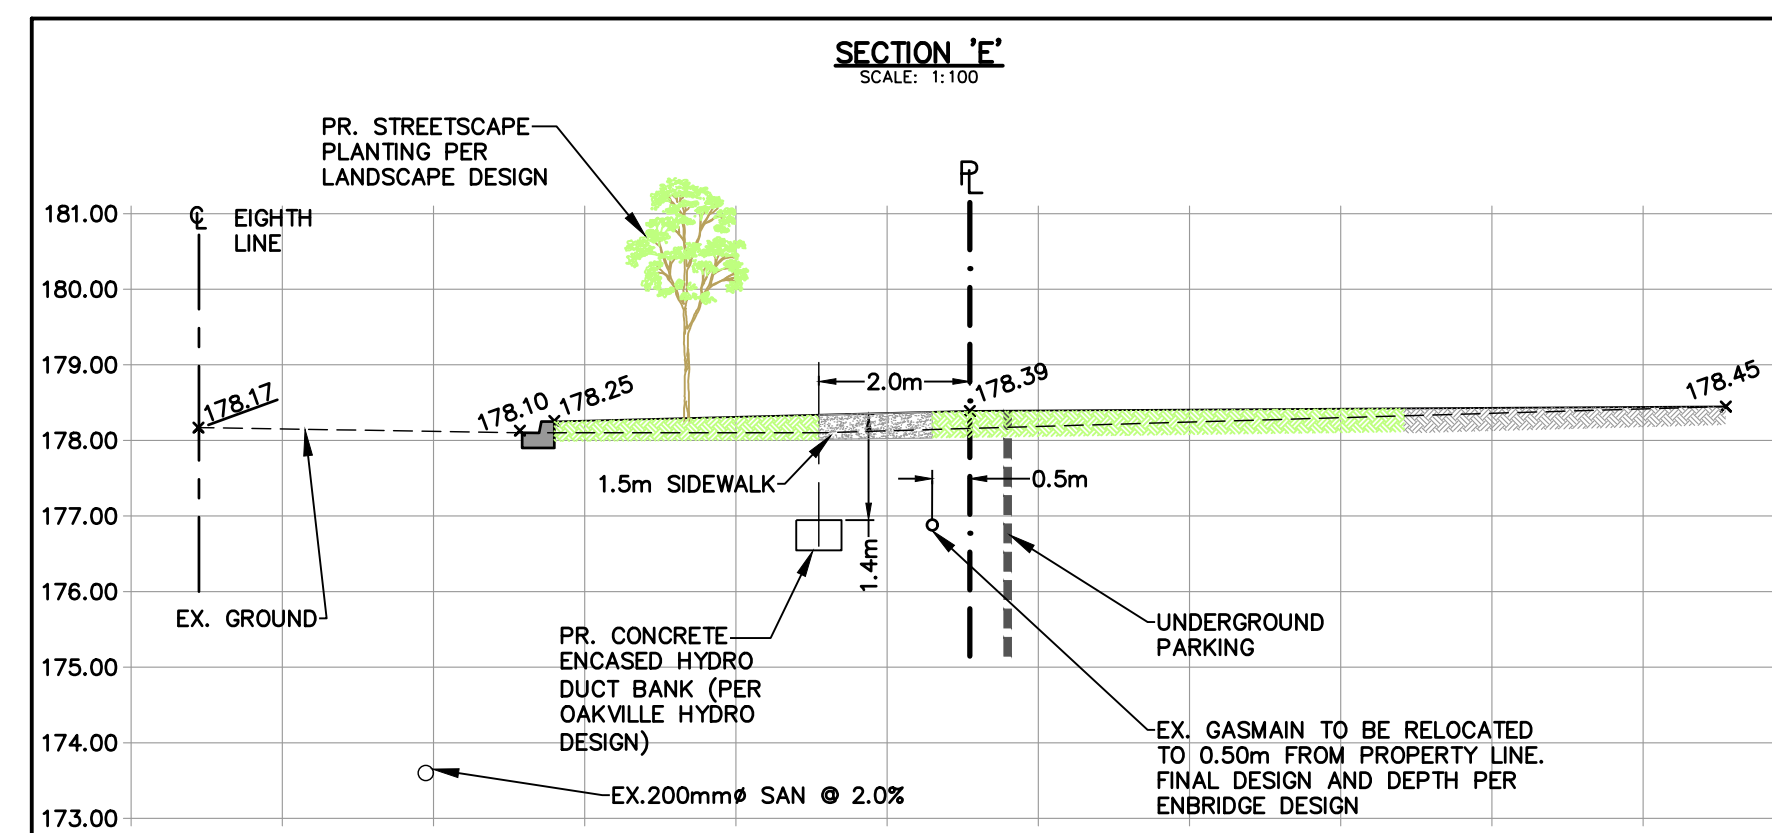 SECTION 'E'
SCALE: 1:100
PR. STREETSCAPE
PLANTING PER
LANDSCAPE DESIGN
PL
CL
EIGHTH
LINE
181.00
180.00
179.00
178.00
177.00
176.00
175.00
174.00
173.00
178.17
178.10
178.25
2.0m
178.39
178.45
1.5m SIDEWALK
0.5m
1.4m
EX. GROUND
PR. CONCRETE
ENCASED HYDRO
DUCT BANK (PER
OAKVILLE HYDRO
DESIGN)
UNDERGROUND
PARKING
EX. GASMAIN TO BE RELOCATED
TO 0.50m FROM PROPERTY LINE.
FINAL DESIGN AND DEPTH PER
ENBRIDGE DESIGN
EX.200mmø SAN @ 2.0%